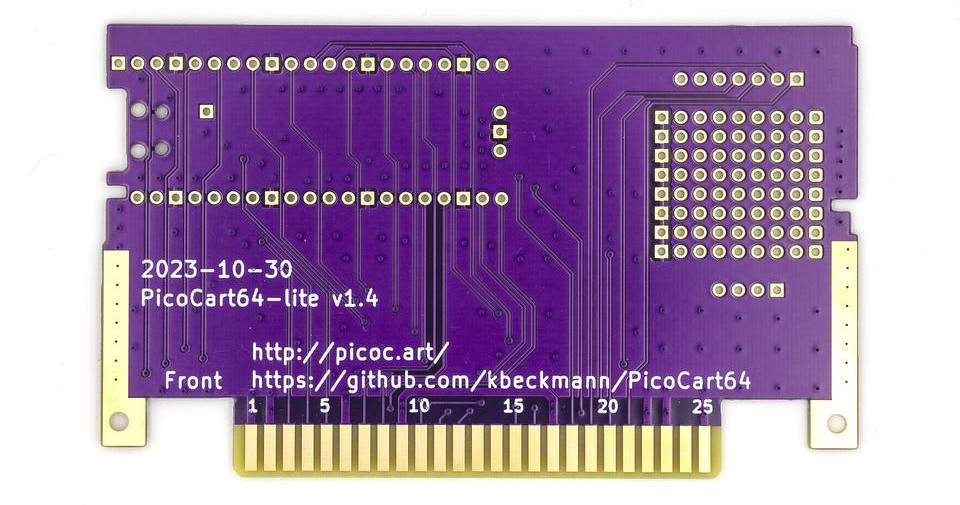 2023-10-30
PicoCart64-lite v1.4
http://picoc.art/
Front https://github.com/kbeckmann/PicoCart64
1 5 10 15 20 25